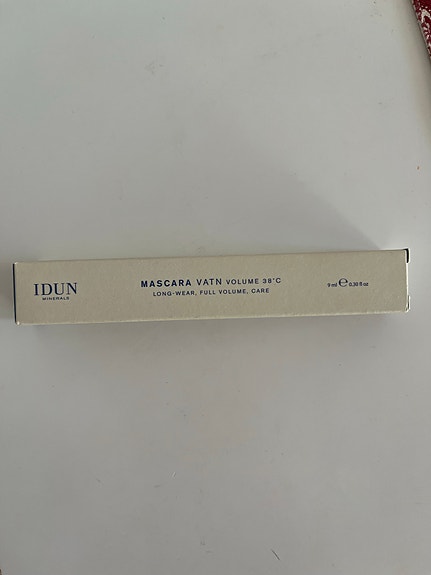 IDUN
MINERALS
MASCARA VATN VOLUME 38°C
LONG-WEAR, FULL VOLUME, CARE
9 ml ℮ 0,30 fl oz